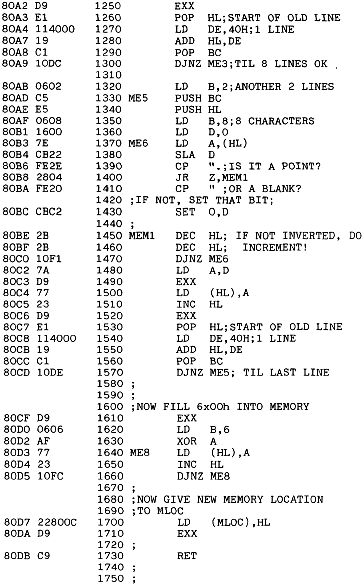 80A2 D9 1250 EXX
80A3 E1 1260 POP HL;START OF OLD LINE
80A4 114000 1270 LD DE,40H;1 LINE
80A7 19 1280 ADD HL,DE
80A8 C1 1290 POP BC
80A9 10DC 1300 DJNZ ME3;TIL 8 LINES OK
1310
80AB 0602 1320 LD B,2;ANOTHER 2 LINES
80AD C5 1330 ME5 PUSH BC
80AE E5 1340 PUSH HL
80AF 0608 1350 LD B,8;8 CHARACTERS
80B1 1600 1360 LD D,0
80B3 7E 1370 ME6 LD A,(HL)
80B4 CB22 1380 SLA D
80B6 FE2E 1390 CP ".;IS IT A POINT?
80B8 2804 1400 JR Z,MEM1
80BA FE20 1410 CP " ;OR A BLANK?
1420 ;IF NOT, SET THAT BIT;
80BC CBC2 1430 SET 0,D
1440 ;
80BE 2B 1450 MEM1 DEC HL; IF NOT INVERTED, DO
80BF 2B 1460 DEC HL; INCREMENT!
80C0 10F1 1470 DJNZ ME6
80C2 7A 1480 LD A,D
80C3 D9 1490 EXX
80C4 77 1500 LD (HL),A
80C5 23 1510 INC HL
80C6 D9 1520 EXX
80C7 E1 1530 POP HL;START OF OLD LINE
80C8 114000 1540 LD DE,40H;1 LINE
80CB 19 1550 ADD HL,DE
80CC C1 1560 POP BC
80CD 10DE 1570 DJNZ ME5; TIL LAST LINE
1580 ;
1590 ;
1600 ;NOW FILL 6x00h INTO MEMORY
80CF D9 1610 EXX
80D0 0606 1620 LD B,6
80D2 AF 1630 XOR A
80D3 77 1640 ME8 LD (HL),A
80D4 23 1650 INC HL
80D5 10FC 1660 DJNZ ME8
1670 ;
1680 ;NOW GIVE NEW MEMORY LOCATION
1690 ;TO MLOC
80D7 22800C 1700 LD (MLOC),HL
80DA D9 1710 EXX
1720 ;
80DB C9 1730 RET
1740 ;
1750 ;